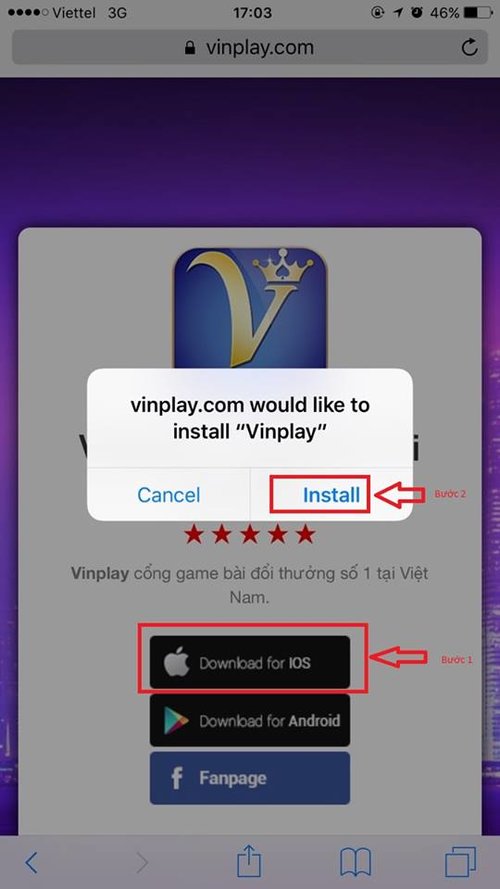 Viettel 3G 17:03 46%
vinplay.com
V
V i
vinplay.com would like to
install “Vinplay”
Cancel Install Bước 2
Vinplay cổng game bài đổi thưởng số 1 tại Việt
Nam.
Download for IOS Bước 1
Download for Android
f Fanpage